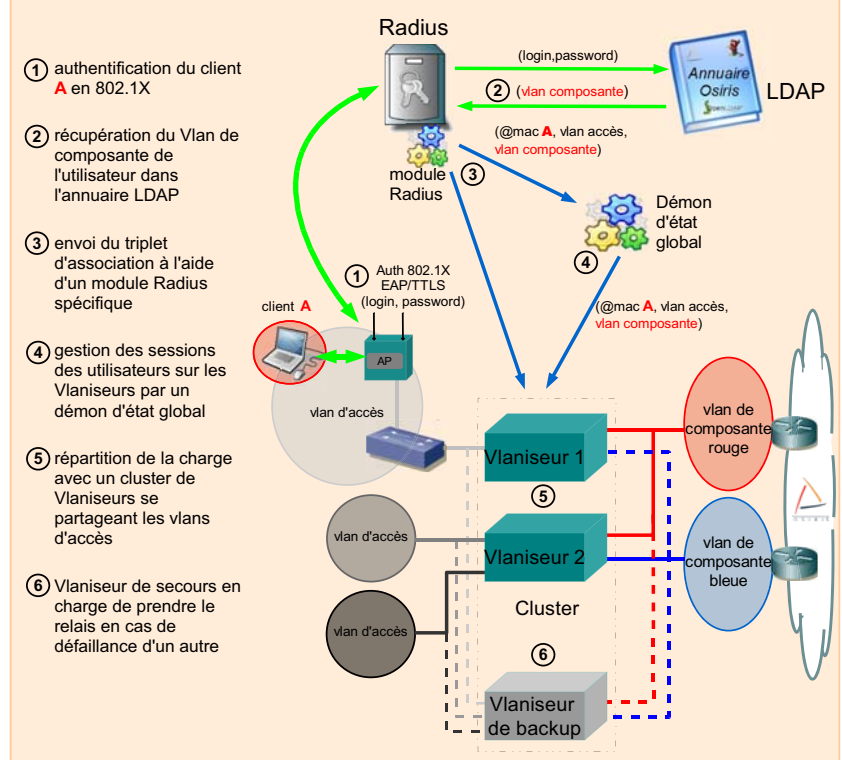 Radius
(login,password)
Annuaire
Osiris
LDAP
② (vlan composante)
(@mac A, vlan accès,
vlan composante)
③
module
Radius
Démon
d'état
global
④
(@mac A, vlan accès,
vlan composante)
① authentification du client
A en 802.1X
② récupération du Vlan de
composante de
l'utilisateur dans
l'annuaire LDAP
③ envoi du triplet
d'association à l'aide
d'un module Radius
spécifique
④ gestion des sessions
des utilisateurs sur les
Vlaniseurs par un
démon d'état global
⑤ répartition de la charge
avec un cluster de
Vlaniseurs se
partageant les vlans
d'accès
⑥ Vlaniseur de secours en
charge de prendre le
relais en cas de
défaillance d'un autre
① Auth 802.1X
EAP/TTLS
(login, password)
client A
AP
vlan d'accès
vlan d'accès
vlan d'accès
Vlaniseur 1
⑤
Vlaniseur 2
Cluster
⑥
Vlaniseur
de backup
vlan de
composante
rouge
vlan de
composante
bleue